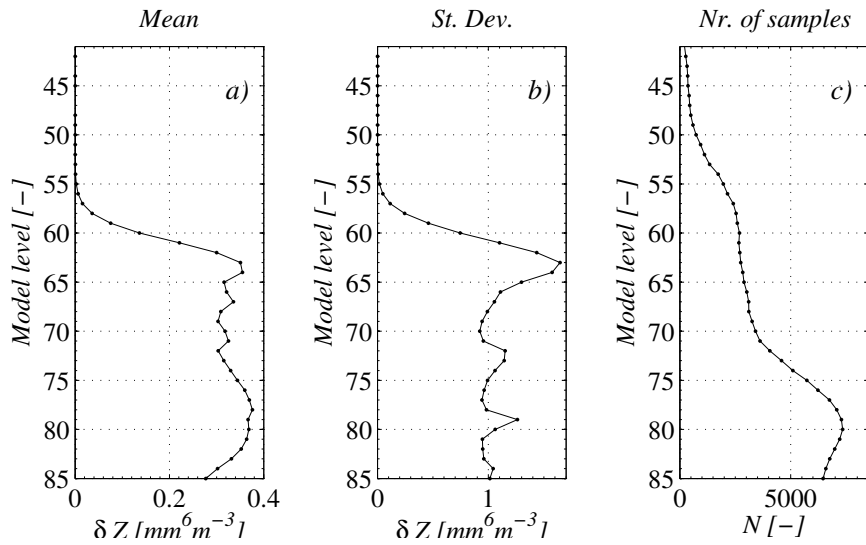 Mean
St. Dev.
Nr. of samples
a)
b)
c)
Model level [−]
45
50
55
60
65
70
75
80
85
0
0.2
0.4
δ Z [mm⁶m⁻³]
Model level [−]
45
50
55
60
65
70
75
80
85
0
1
δ Z [mm⁶m⁻³]
Model level [−]
45
50
55
60
65
70
75
80
85
0
5000
N [−]